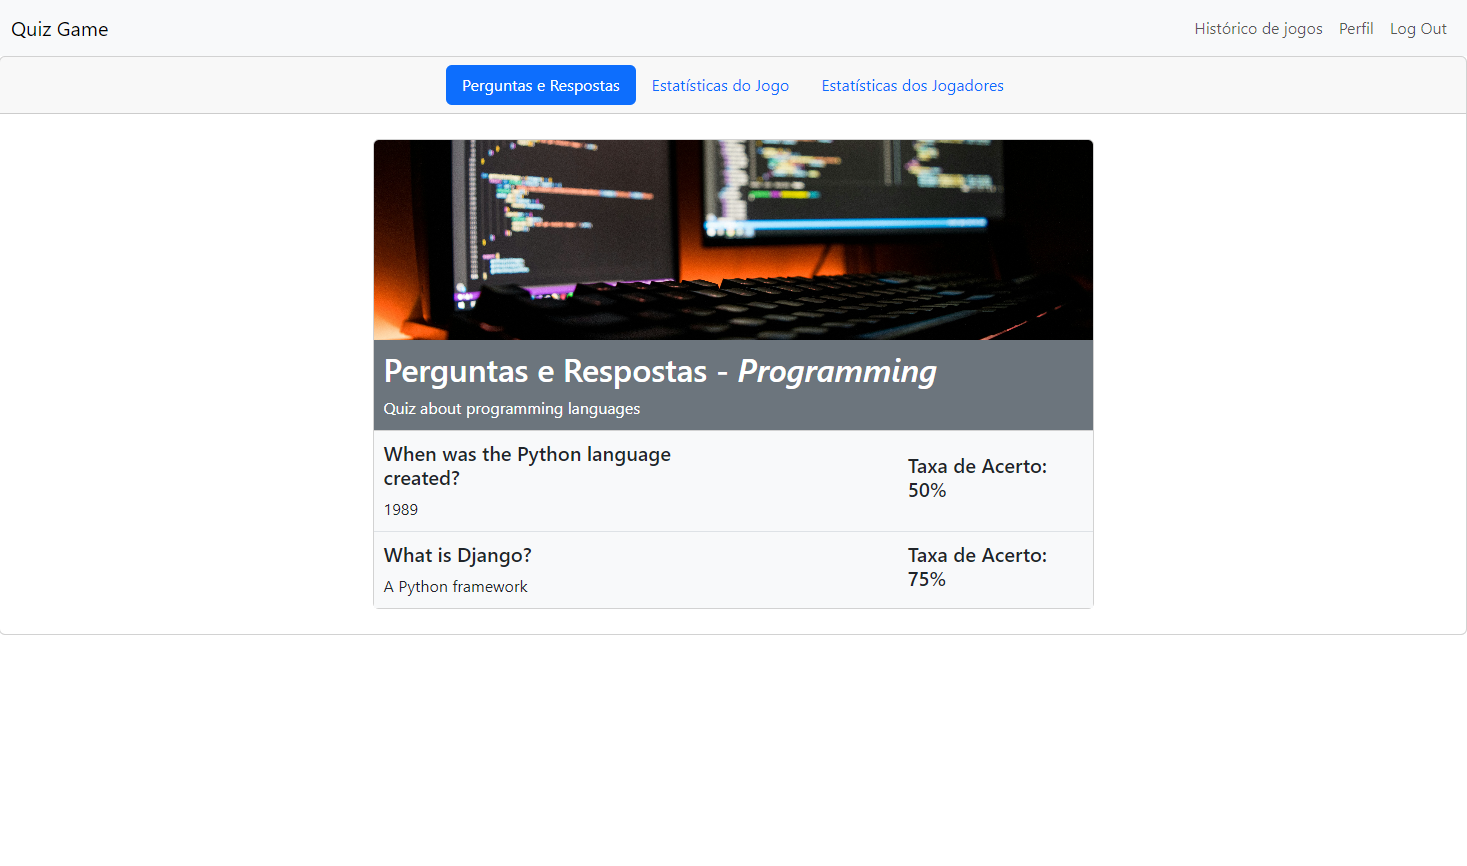 Quiz Game
Histórico de jogos Perfil Log Out
Perguntas e Respostas Estatísticas do Jogo Estatísticas dos Jogadores
Perguntas e Respostas - Programming
Quiz about programming languages
When was the Python language
created?
1989
Taxa de Acerto:
50%
What is Django?
A Python framework
Taxa de Acerto:
75%